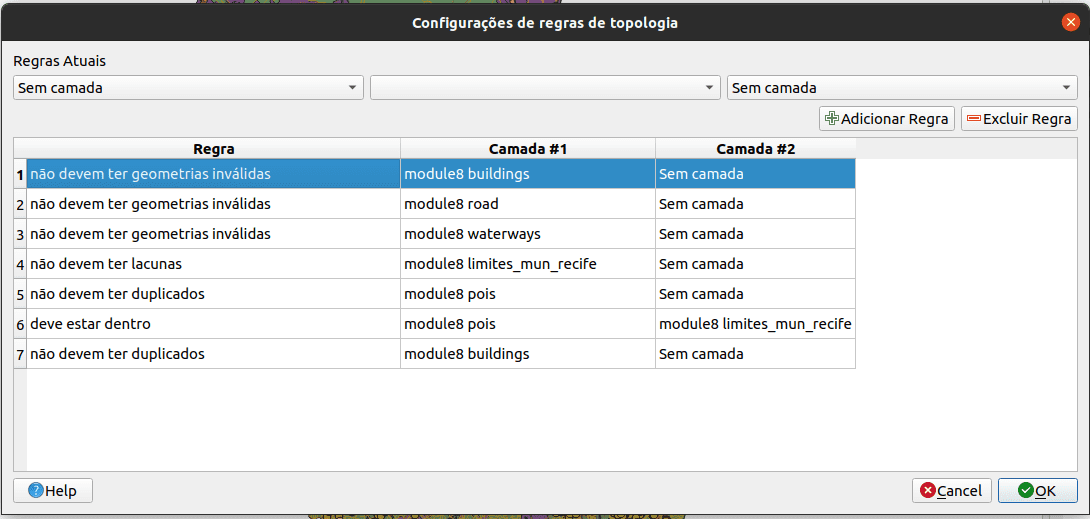 Configurações de regras de topologia
Regras Atuais
Sem camada Sem camada
Adicionar Regra Excluir Regra
Regra Camada #1 Camada #2
1 não devem ter geometrias inválidas module8 buildings Sem camada
2 não devem ter geometrias inválidas module8 road Sem camada
3 não devem ter geometrias inválidas module8 waterways Sem camada
4 não devem ter lacunas module8 limites_mun_recife Sem camada
5 não devem ter duplicados module8 pois Sem camada
6 deve estar dentro module8 pois module8 limites_mun_recife
7 não devem ter duplicados module8 buildings Sem camada
Help Cancel OK